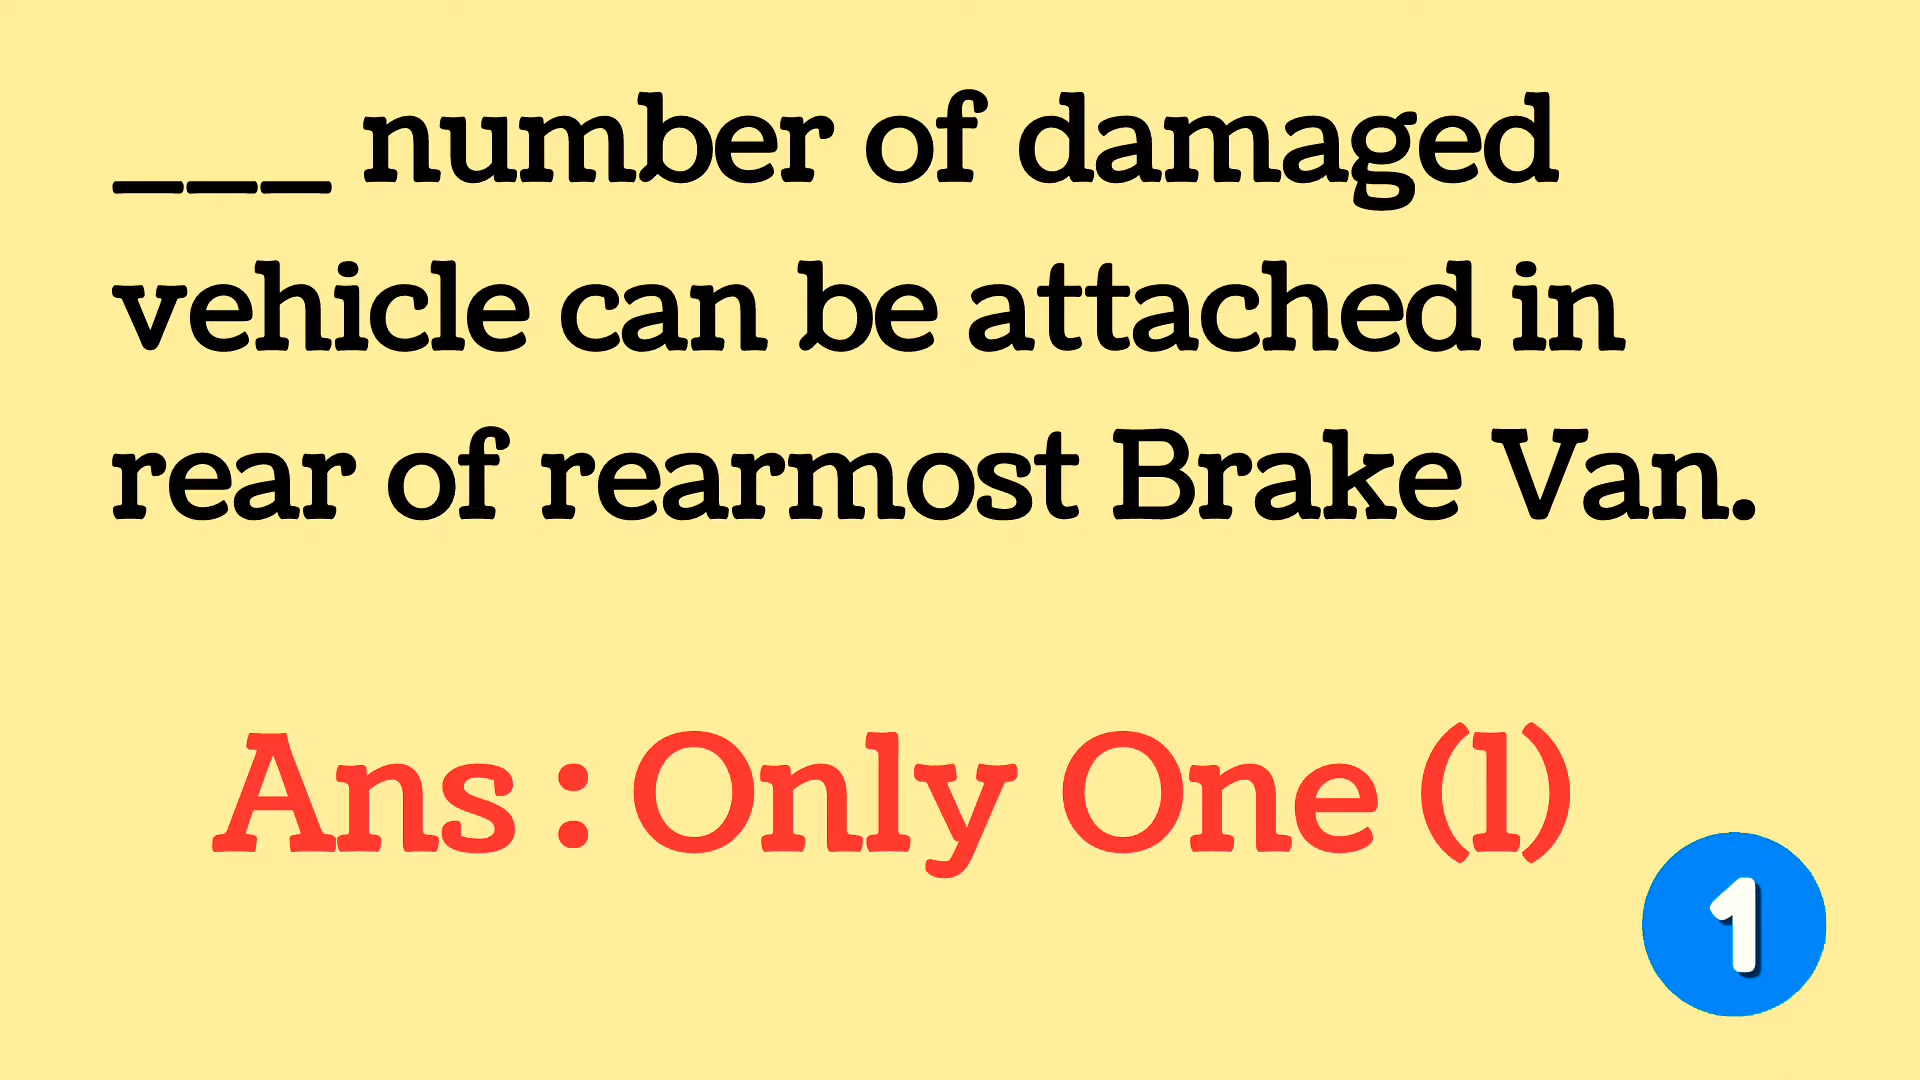 ___ number of damaged
vehicle can be attached in
rear of rearmost Brake Van.
Ans : Only One (1)
1